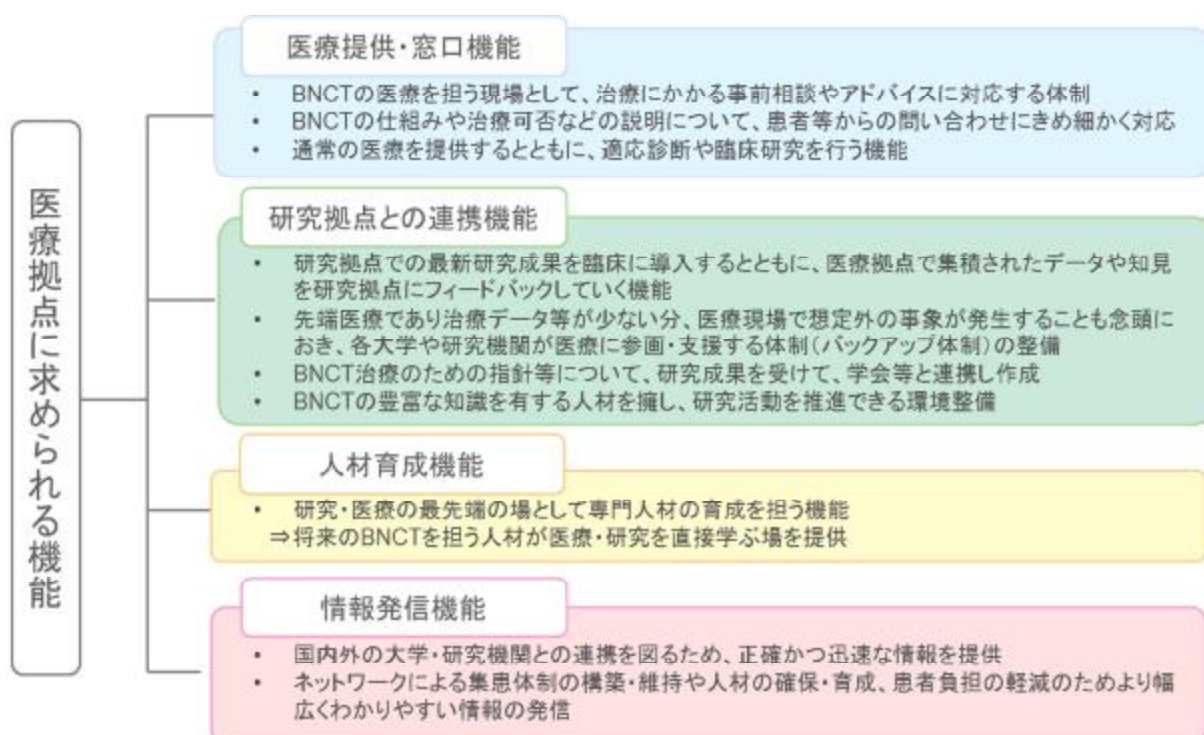 医療拠点に求められる機能
医療提供・窓口機能
・ BNCTの医療を担う現場として、治療にかかる事前相談やアドバイスに対応する体制
・ BNCTの仕組みや治療可否などの説明について、患者等からの問い合わせにきめ細かく対応
・ 通常の医療を提供するとともに、適応診断や臨床研究を行う機能
研究拠点との連携機能
・ 研究拠点での最新研究成果を臨床に導入するとともに、医療拠点で集積されたデータや知見
を研究拠点にフィードバックしていく機能
・ 先端医療であり治療データ等が少ない分、医療現場で想定外の事象が発生することも念頭に
おき、各大学や研究機関が医療に参画・支援する体制(バックアップ体制)の整備
・ BNCT治療のための指針等について、研究成果を受けて、学会等と連携し作成
・ BNCTの豊富な知識を有する人材を擁し、研究活動を推進できる環境整備
人材育成機能
・ 研究・医療の最先端の場として専門人材の育成を担う機能
⇒将来のBNCTを担う人材が医療・研究を直接学ぶ場を提供
情報発信機能
・ 国内外の大学・研究機関との連携を図るため、正確かつ迅速な情報を提供
・ ネットワークによる集患体制の構築・維持や人材の確保・育成、患者負担の軽減のためより幅
広くわかりやすい情報の発信